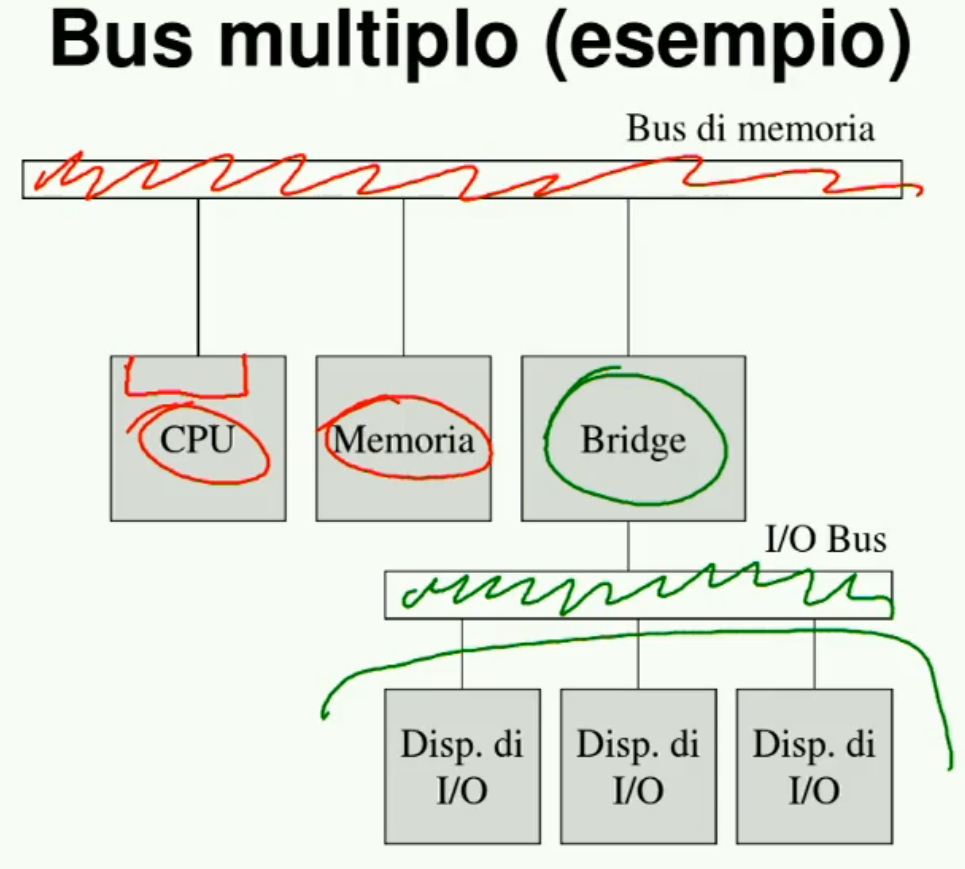 Bus multiplo (esempio)
Bus di memoria
CPU
Memoria
Bridge
I/O Bus
Disp. di
I/O
Disp. di
I/O
Disp. di
I/O